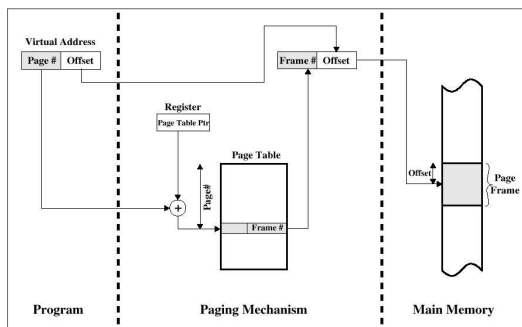 Virtual Address
Page # Offset
Frame # Offset
Register
Page Table Ptr
Page Table
Page#
+
Frame #
Offset
Page
Frame
Program
Paging Mechanism
Main Memory